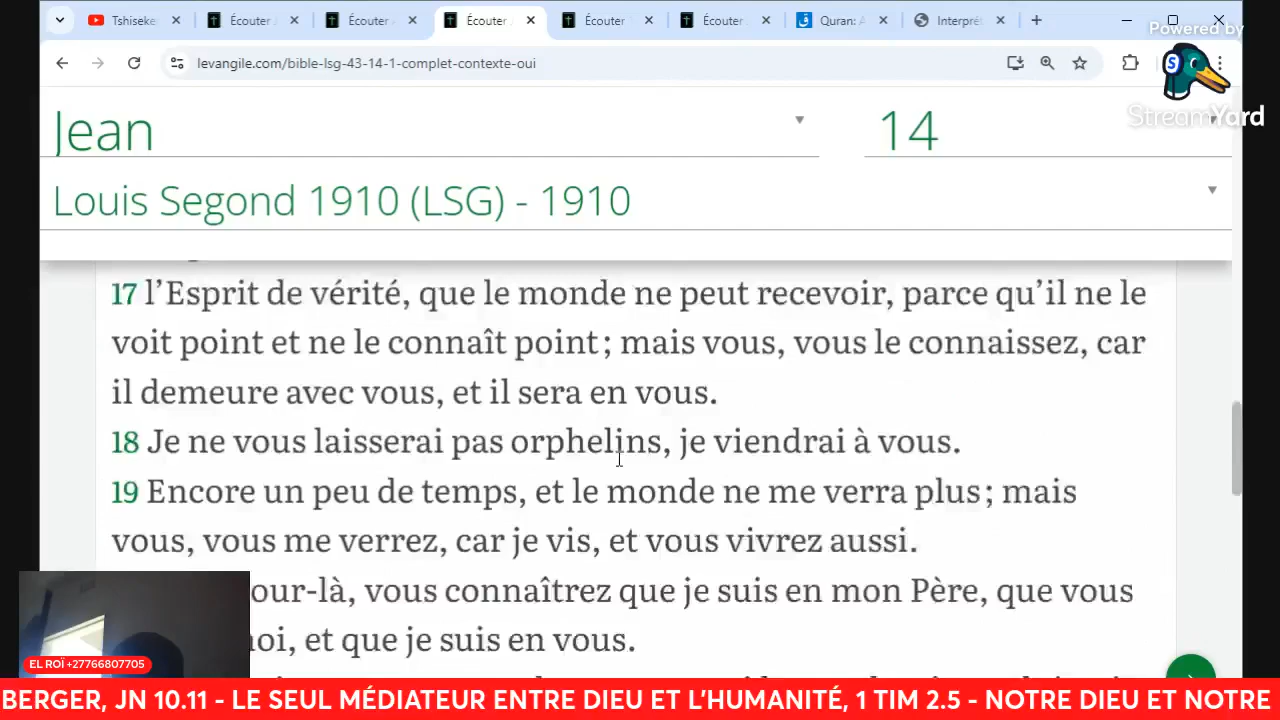 Tshiseke
Écouter J
Écouter
Écouter
Écouter
Écouter
Quran: A
Interpré
Powered by
levangile.com/bible-lsg-43-14-1-complet-contexte-oui
S
StreamYard
Jean
14
Louis Segond 1910 (LSG) - 1910
17 l’Esprit de vérité, que le monde ne peut recevoir, parce qu’il ne le
voit point et ne le connaît point ; mais vous, vous le connaissez, car
il demeure avec vous, et il sera en vous.
18 Je ne vous laisserai pas orphelins, je viendrai à vous.
19 Encore un peu de temps, et le monde ne me verra plus ; mais
vous, vous me verrez, car je vis, et vous vivrez aussi.
our-là, vous connaîtrez que je suis en mon Père, que vous
oi, et que je suis en vous.
EL ROÏ +27766807705
BERGER, JN 10.11 - LE SEUL MÉDIATEUR ENTRE DIEU ET L’HUMANITÉ, 1 TIM 2.5 - NOTRE DIEU ET NOTRE